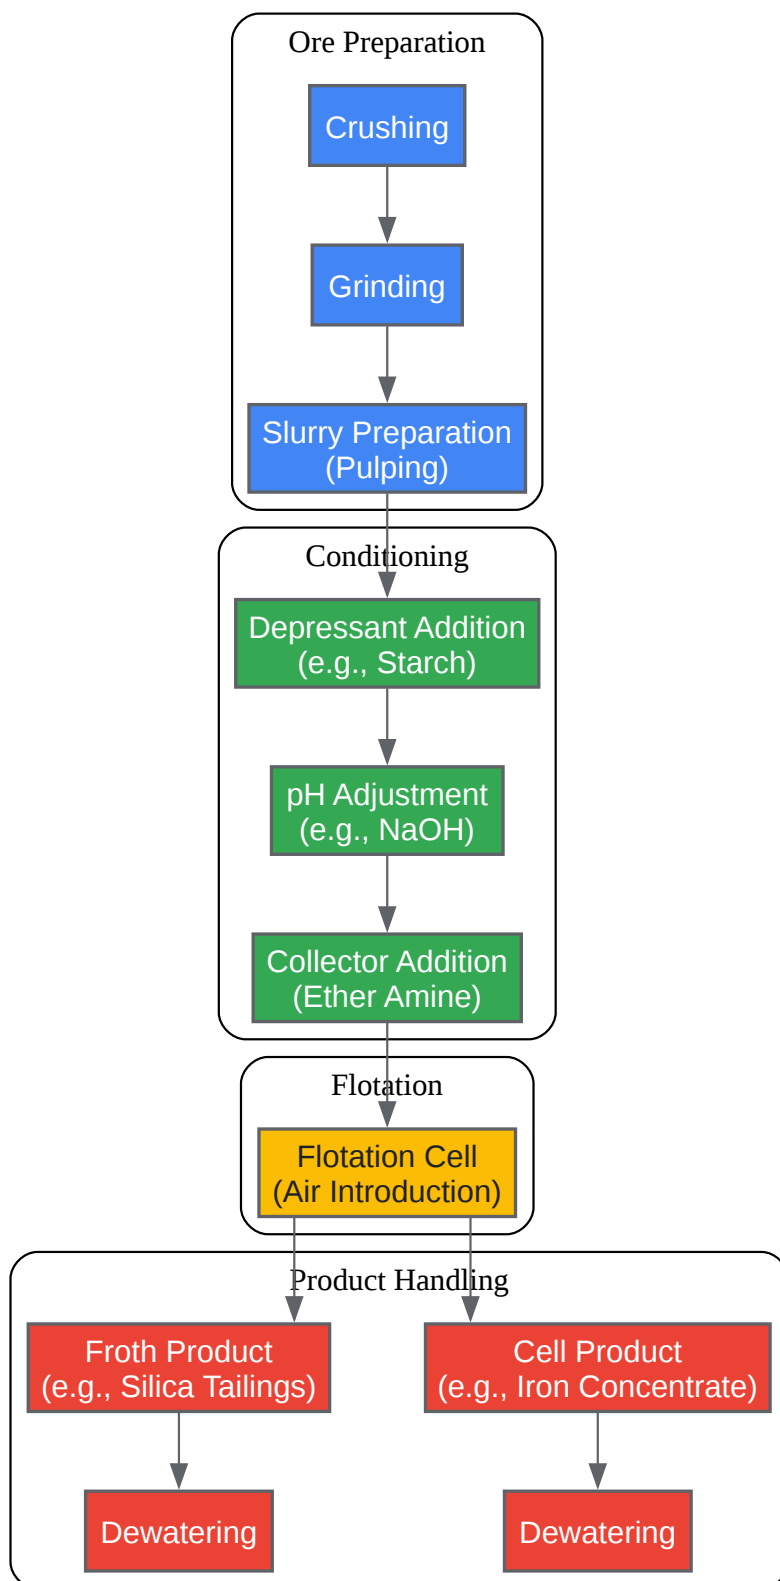 Ore Preparation
Crushing
Grinding
Slurry Preparation
(Pulping)
Conditioning
Depressant Addition
(e.g., Starch)
pH Adjustment
(e.g., NaOH)
Collector Addition
(Ether Amine)
Flotation
Flotation Cell
(Air Introduction)
Product Handling
Froth Product
(e.g., Silica Tailings)
Cell Product
(e.g., Iron Concentrate)
Dewatering
Dewatering